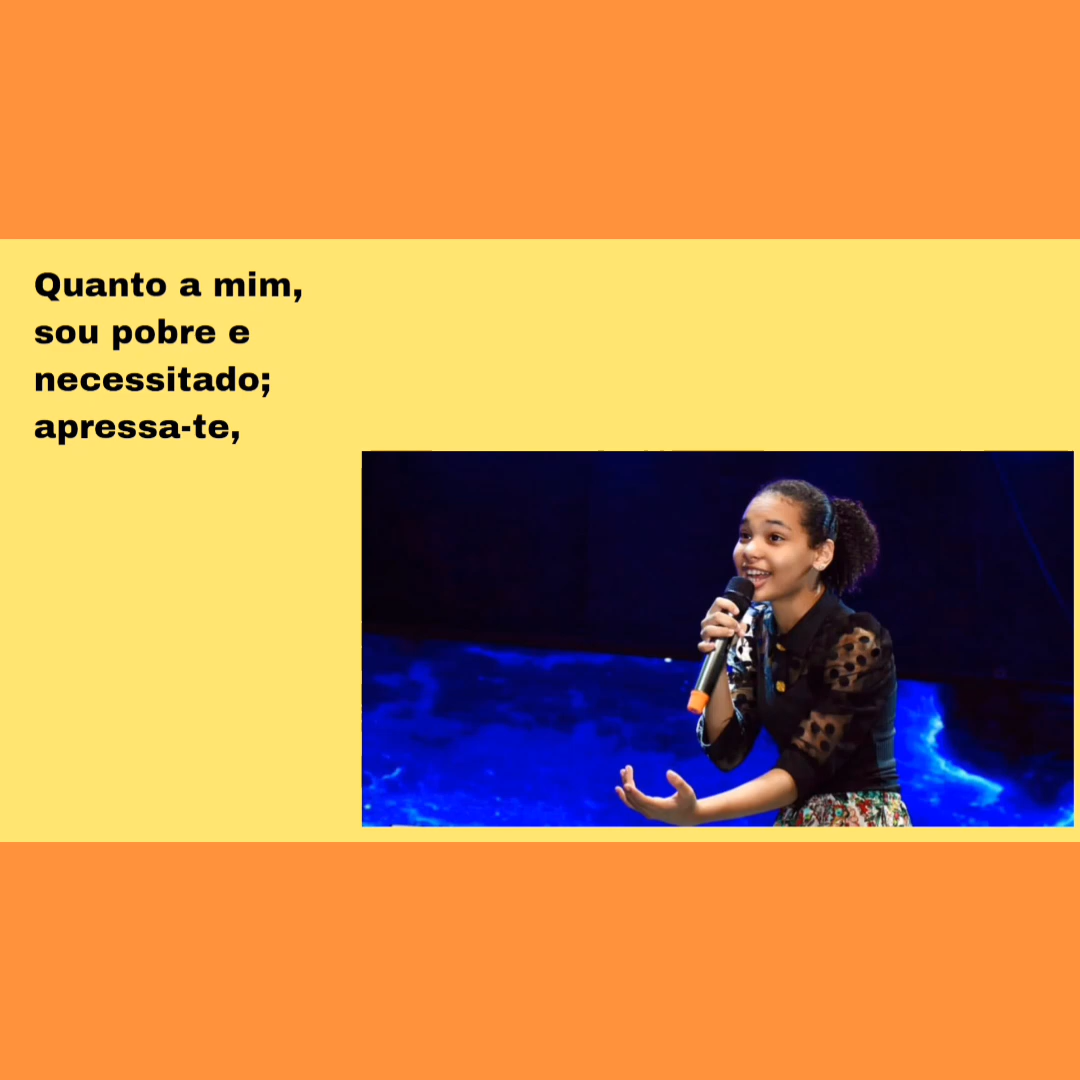 Quanto a mim,
sou pobre e
necessitado;
apressa-te,